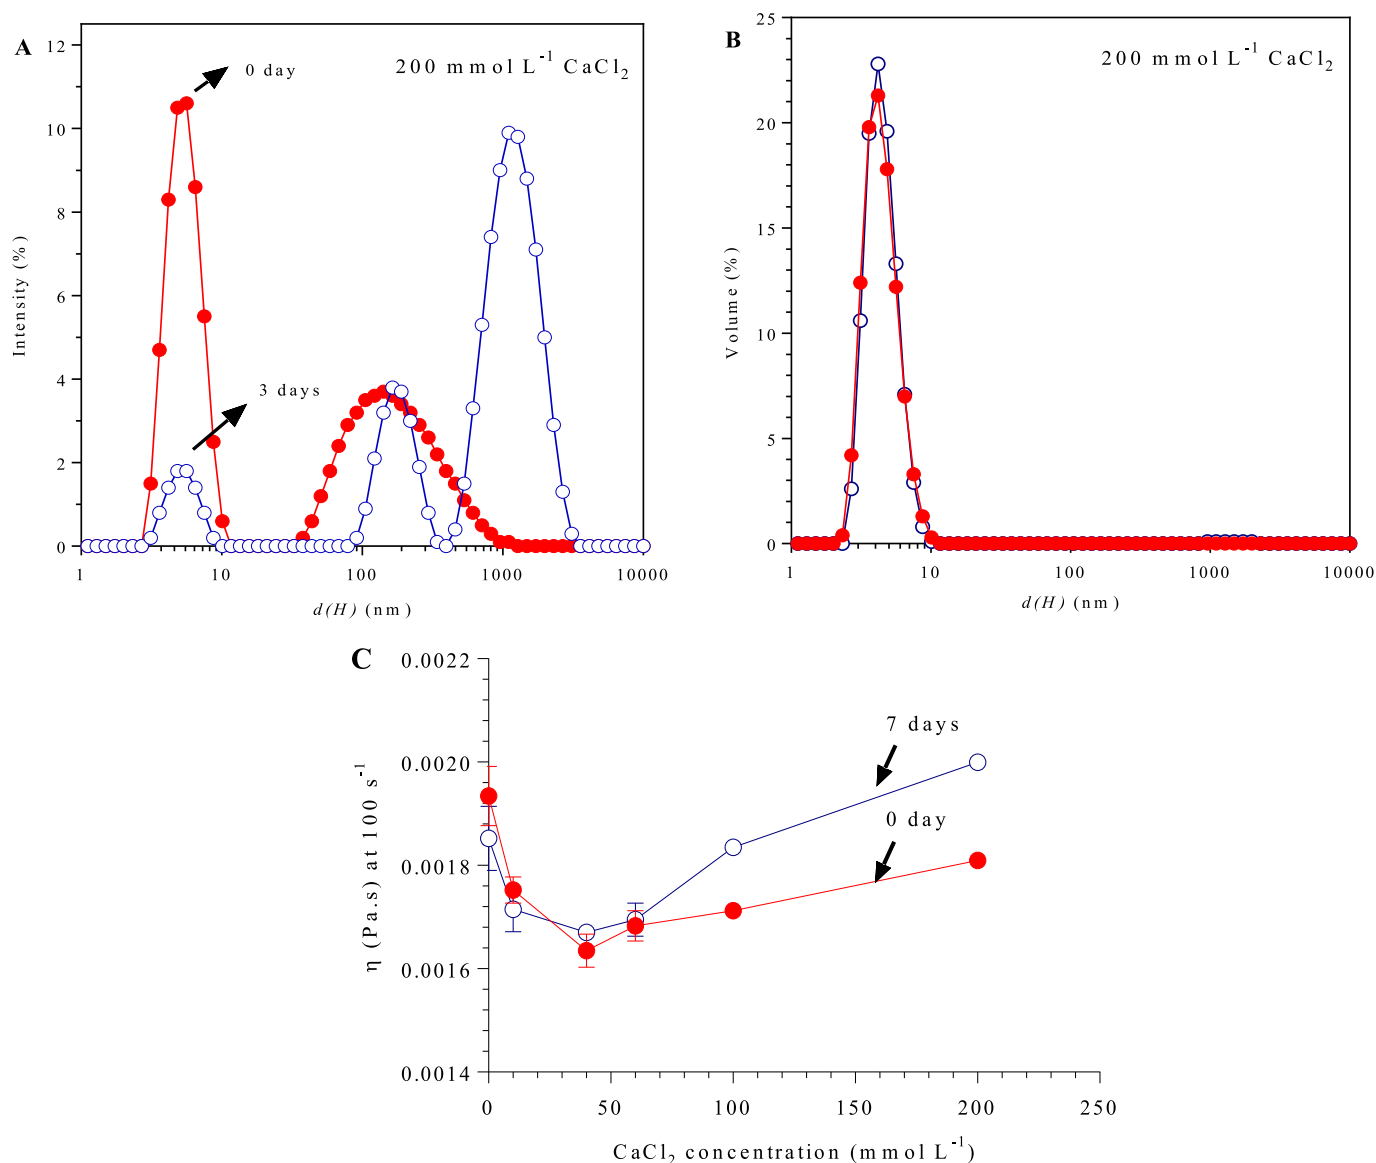 A
200 mmol L⁻¹ CaCl₂
0 day
3 days
Intensity (%)
12
10
8
6
4
2
0
1
10
100
1000
10000
d(H) (nm)
B
200 mmol L⁻¹ CaCl₂
Volume (%)
25
20
15
10
5
0
1
10
100
1000
10000
d(H) (nm)
C
7 days
0 day
η (Pa.s) at 100 s⁻¹
0.0022
0.0020
0.0018
0.0016
0.0014
0
50
100
150
200
250
CaCl₂ concentration (mmol L⁻¹)